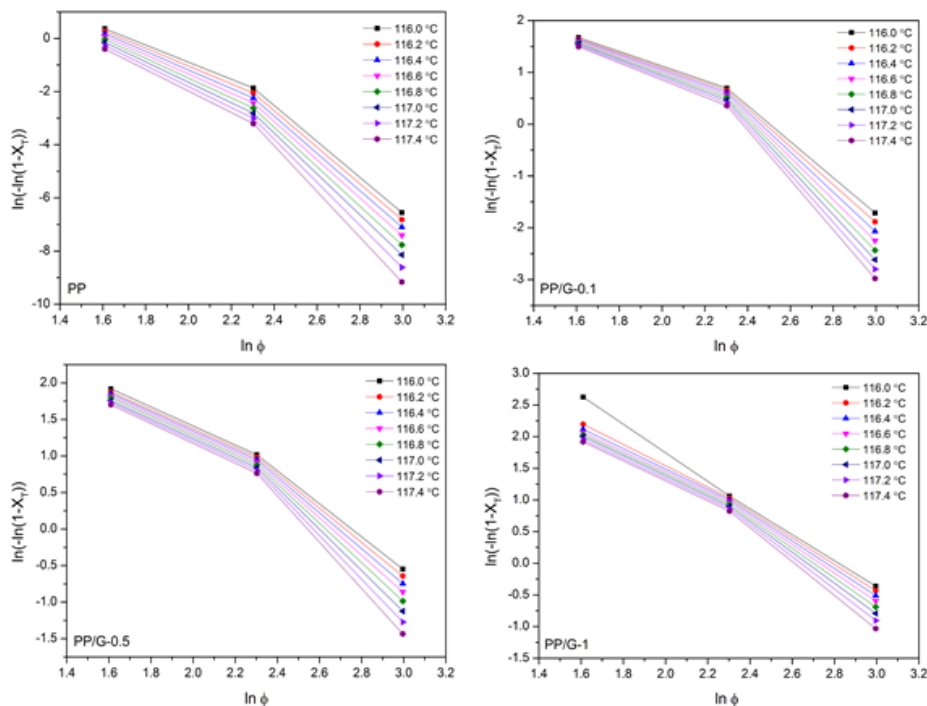 ln(-ln(1-X_T))
0
-2
-4
-6
-8
-10
1.4 1.6 1.8 2.0 2.2 2.4 2.6 2.8 3.0 3.2
ln ϕ
PP
116.0 °C
116.2 °C
116.4 °C
116.6 °C
116.8 °C
117.0 °C
117.2 °C
117.4 °C
ln(-ln(1-X_T))
2
1
0
-1
-2
-3
1.4 1.6 1.8 2.0 2.2 2.4 2.6 2.8 3.0 3.2
ln ϕ
PP/G-0.1
116.0 °C
116.2 °C
116.4 °C
116.6 °C
116.8 °C
117.0 °C
117.2 °C
117.4 °C
ln(-ln(1-X_T))
2.0
1.5
1.0
0.5
0.0
-0.5
-1.0
-1.5
1.4 1.6 1.8 2.0 2.2 2.4 2.6 2.8 3.0 3.2
ln ϕ
PP/G-0.5
116.0 °C
116.2 °C
116.4 °C
116.6 °C
116.8 °C
117.0 °C
117.2 °C
117.4 °C
ln(-ln(1-X_T))
3.0
2.5
2.0
1.5
1.0
0.5
0.0
-0.5
-1.0
-1.5
1.4 1.6 1.8 2.0 2.2 2.4 2.6 2.8 3.0 3.2
ln ϕ
PP/G-1
116.0 °C
116.2 °C
116.4 °C
116.6 °C
116.8 °C
117.0 °C
117.2 °C
117.4 °C